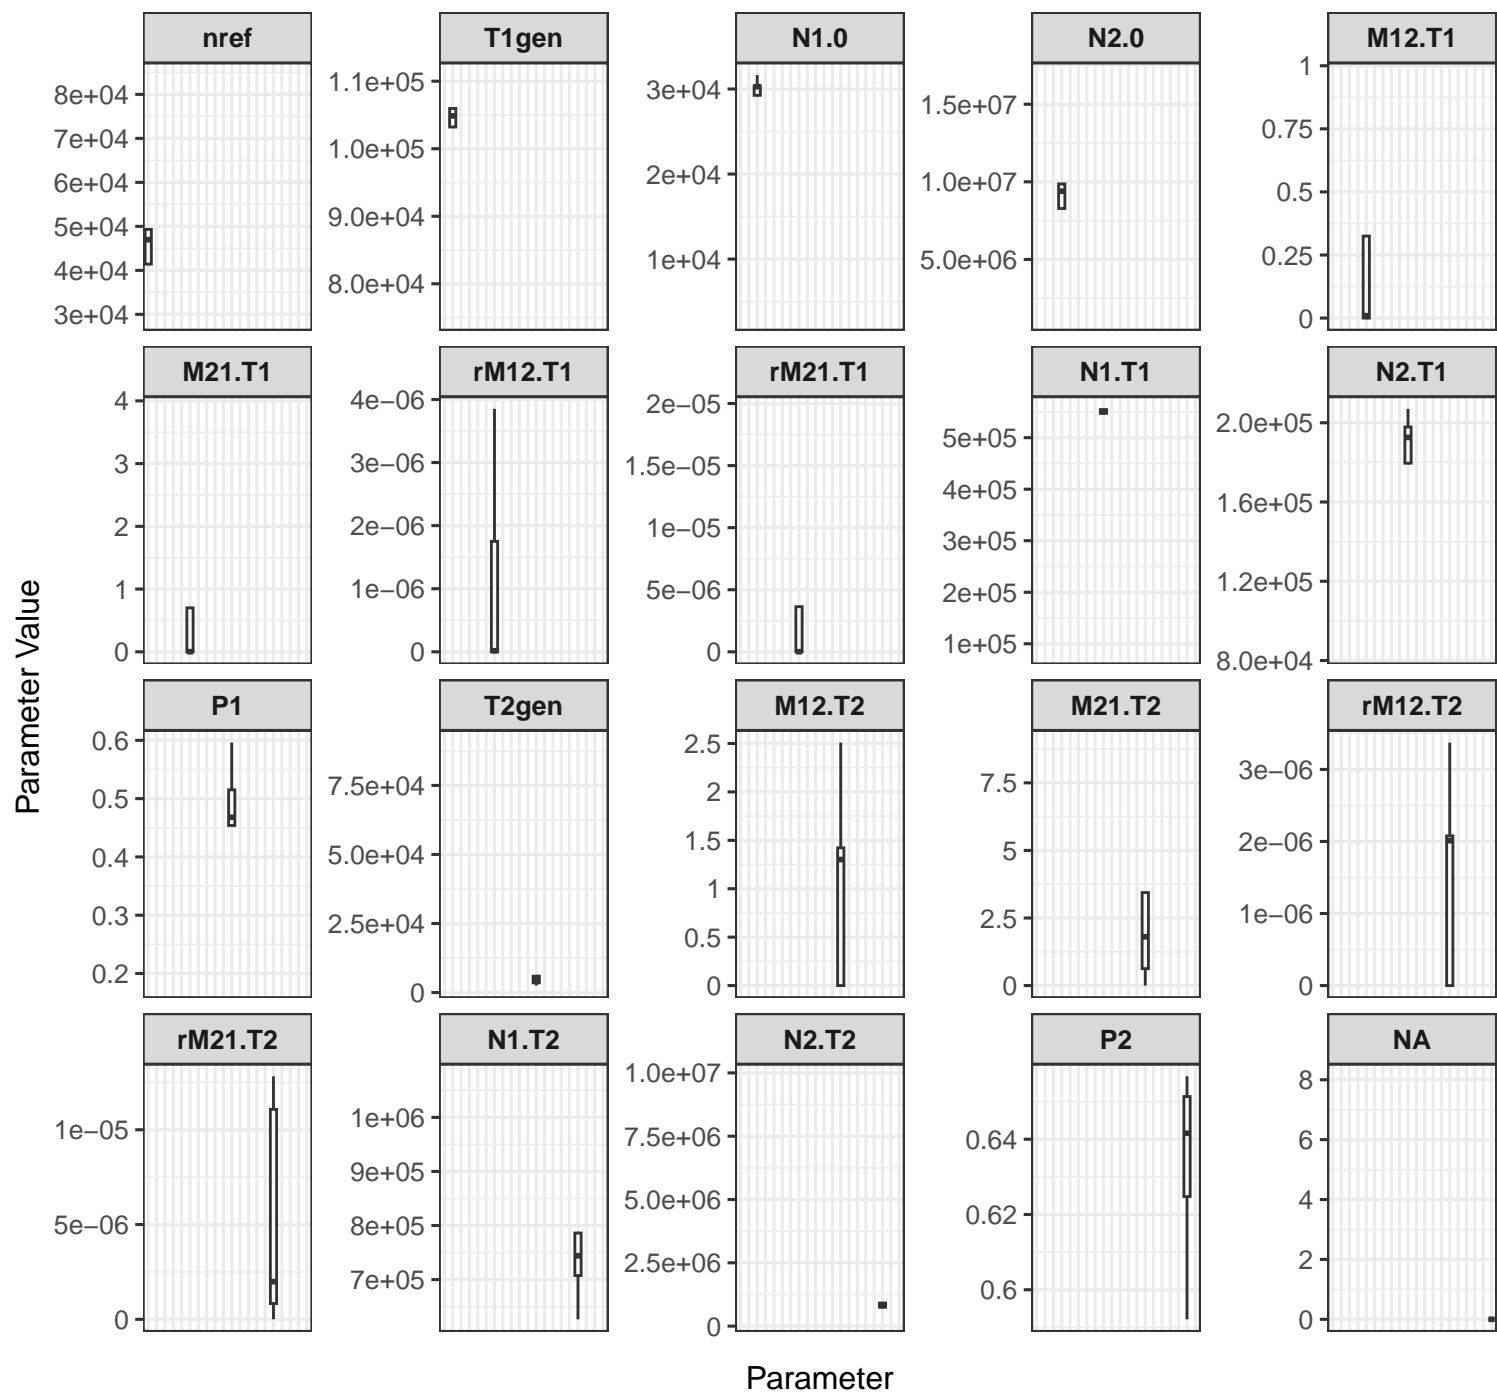 nref T1gen N1.0 N2.0 M12.T1
8e+04 7e+04 6e+04 5e+04 4e+04 3e+04
1.1e+05 1.0e+05 9.0e+04 8.0e+04
3e+04 2e+04 1e+04
1.5e+07 1.0e+07 5.0e+06
1 0.75 0.5 0.25 0
M21.T1 rM12.T1 rM21.T1 N1.T1 N2.T1
4 3 2 1 0
4e−06 3e−06 2e−06 1e−06 0
2e−05 1.5e−05 1e−05 5e−06 0
5e+05 4e+05 3e+05 2e+05 1e+05
2.0e+05 1.6e+05 1.2e+05 8.0e+04
P1 T2gen M12.T2 M21.T2 rM12.T2
0.6 0.5 0.4 0.3 0.2
7.5e+04 5.0e+04 2.5e+04 0
2.5 2 1.5 1 0.5 0
7.5 5 2.5 0
3e−06 2e−06 1e−06 0
rM21.T2 N1.T2 N2.T2 P2 NA
1e−05 5e−06 0
1e+06 9e+05 8e+05 7e+05
1.0e+07 7.5e+06 5.0e+06 2.5e+06 0
0.64 0.62 0.6
8 6 4 2 0
Parameter Value
Parameter